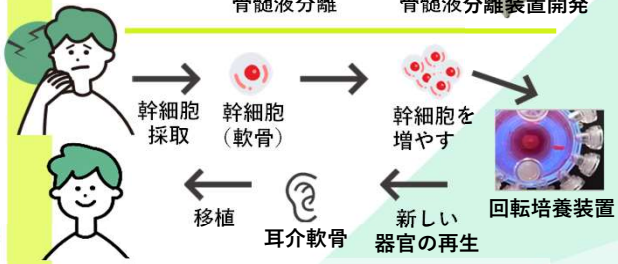 骨髄液分離
骨髄液分離装置開発
幹細胞
採取
幹細胞
（軟骨）
幹細胞を
増やす
回転培養装置
新しい
器官の再生
耳介軟骨
移植